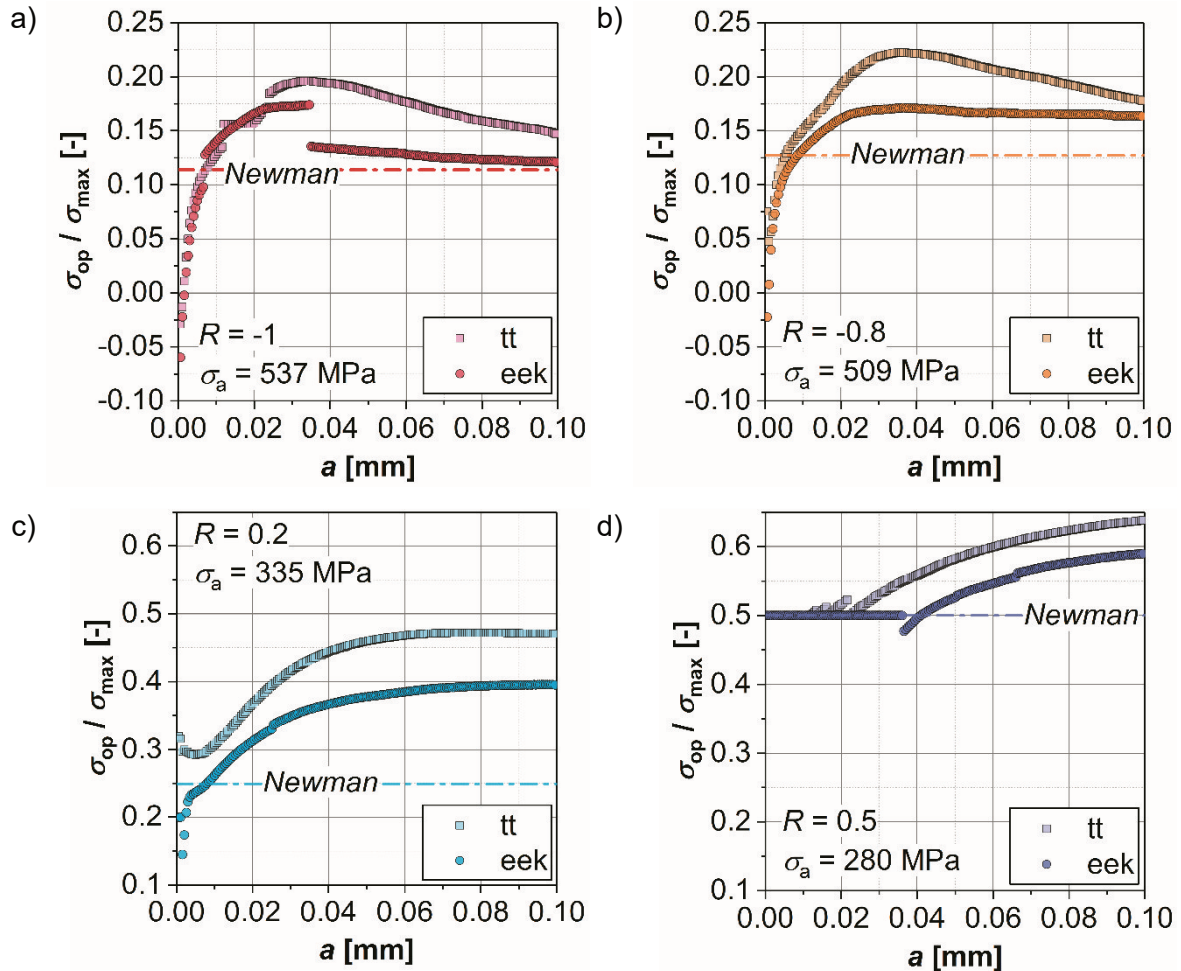 a)
0.25
0.20
0.15
0.10
0.05
0.00
-0.05
-0.10
σop / σmax [-]
Newman
R = -1
σa = 537 MPa
tt
eek
0.00 0.02 0.04 0.06 0.08 0.10
a [mm]
b)
0.25
0.20
0.15
0.10
0.05
0.00
-0.05
-0.10
σop / σmax [-]
Newman
R = -0.8
σa = 509 MPa
tt
eek
0.00 0.02 0.04 0.06 0.08 0.10
a [mm]
c)
0.6
0.5
0.4
0.3
0.2
0.1
σop / σmax [-]
R = 0.2
σa = 335 MPa
Newman
tt
eek
0.00 0.02 0.04 0.06 0.08 0.10
a [mm]
d)
0.6
0.5
0.4
0.3
0.2
0.1
σop / σmax [-]
Newman
R = 0.5
σa = 280 MPa
tt
eek
0.00 0.02 0.04 0.06 0.08 0.10
a [mm]